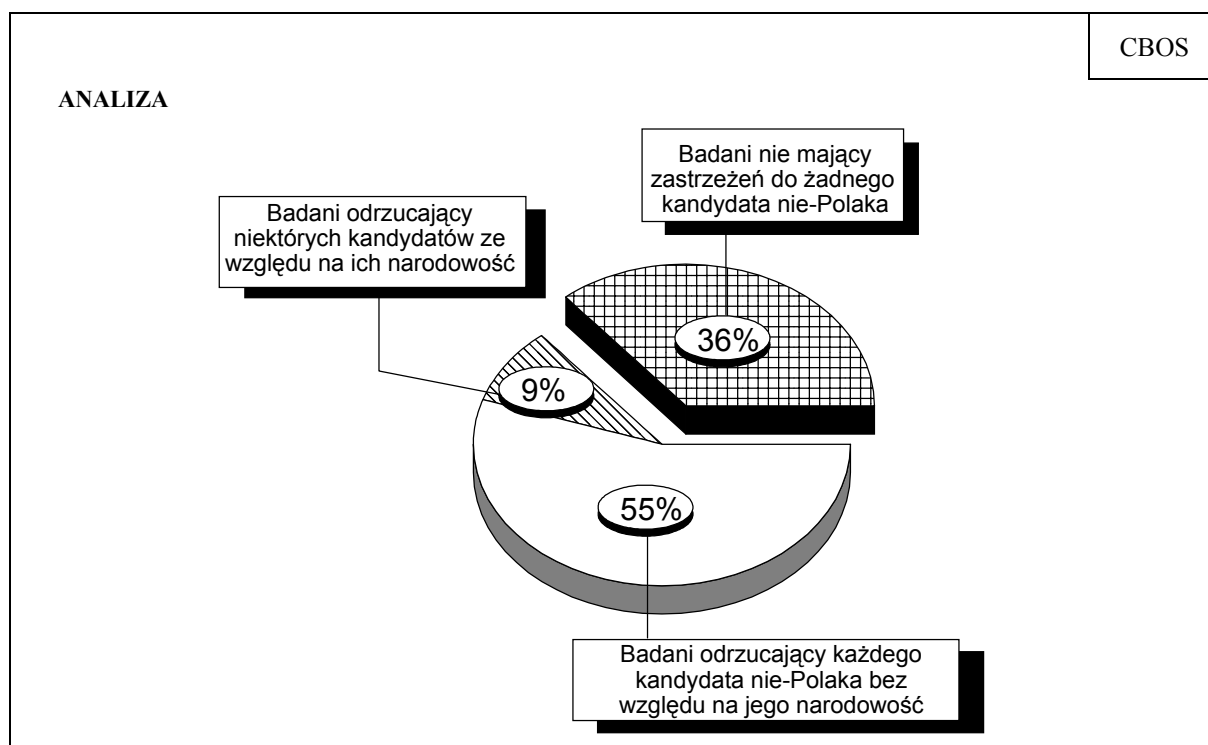 CBOS
ANALIZA
Badani nie mający
zastrzeżeń do żadnego
kandydata nie-Polaka
Badani odrzucający
niektórych kandydatów ze
względu na ich narodowość
36%
9%
55%
Badani odrzucający każdego
kandydata nie-Polaka bez
względu na jego narodowość